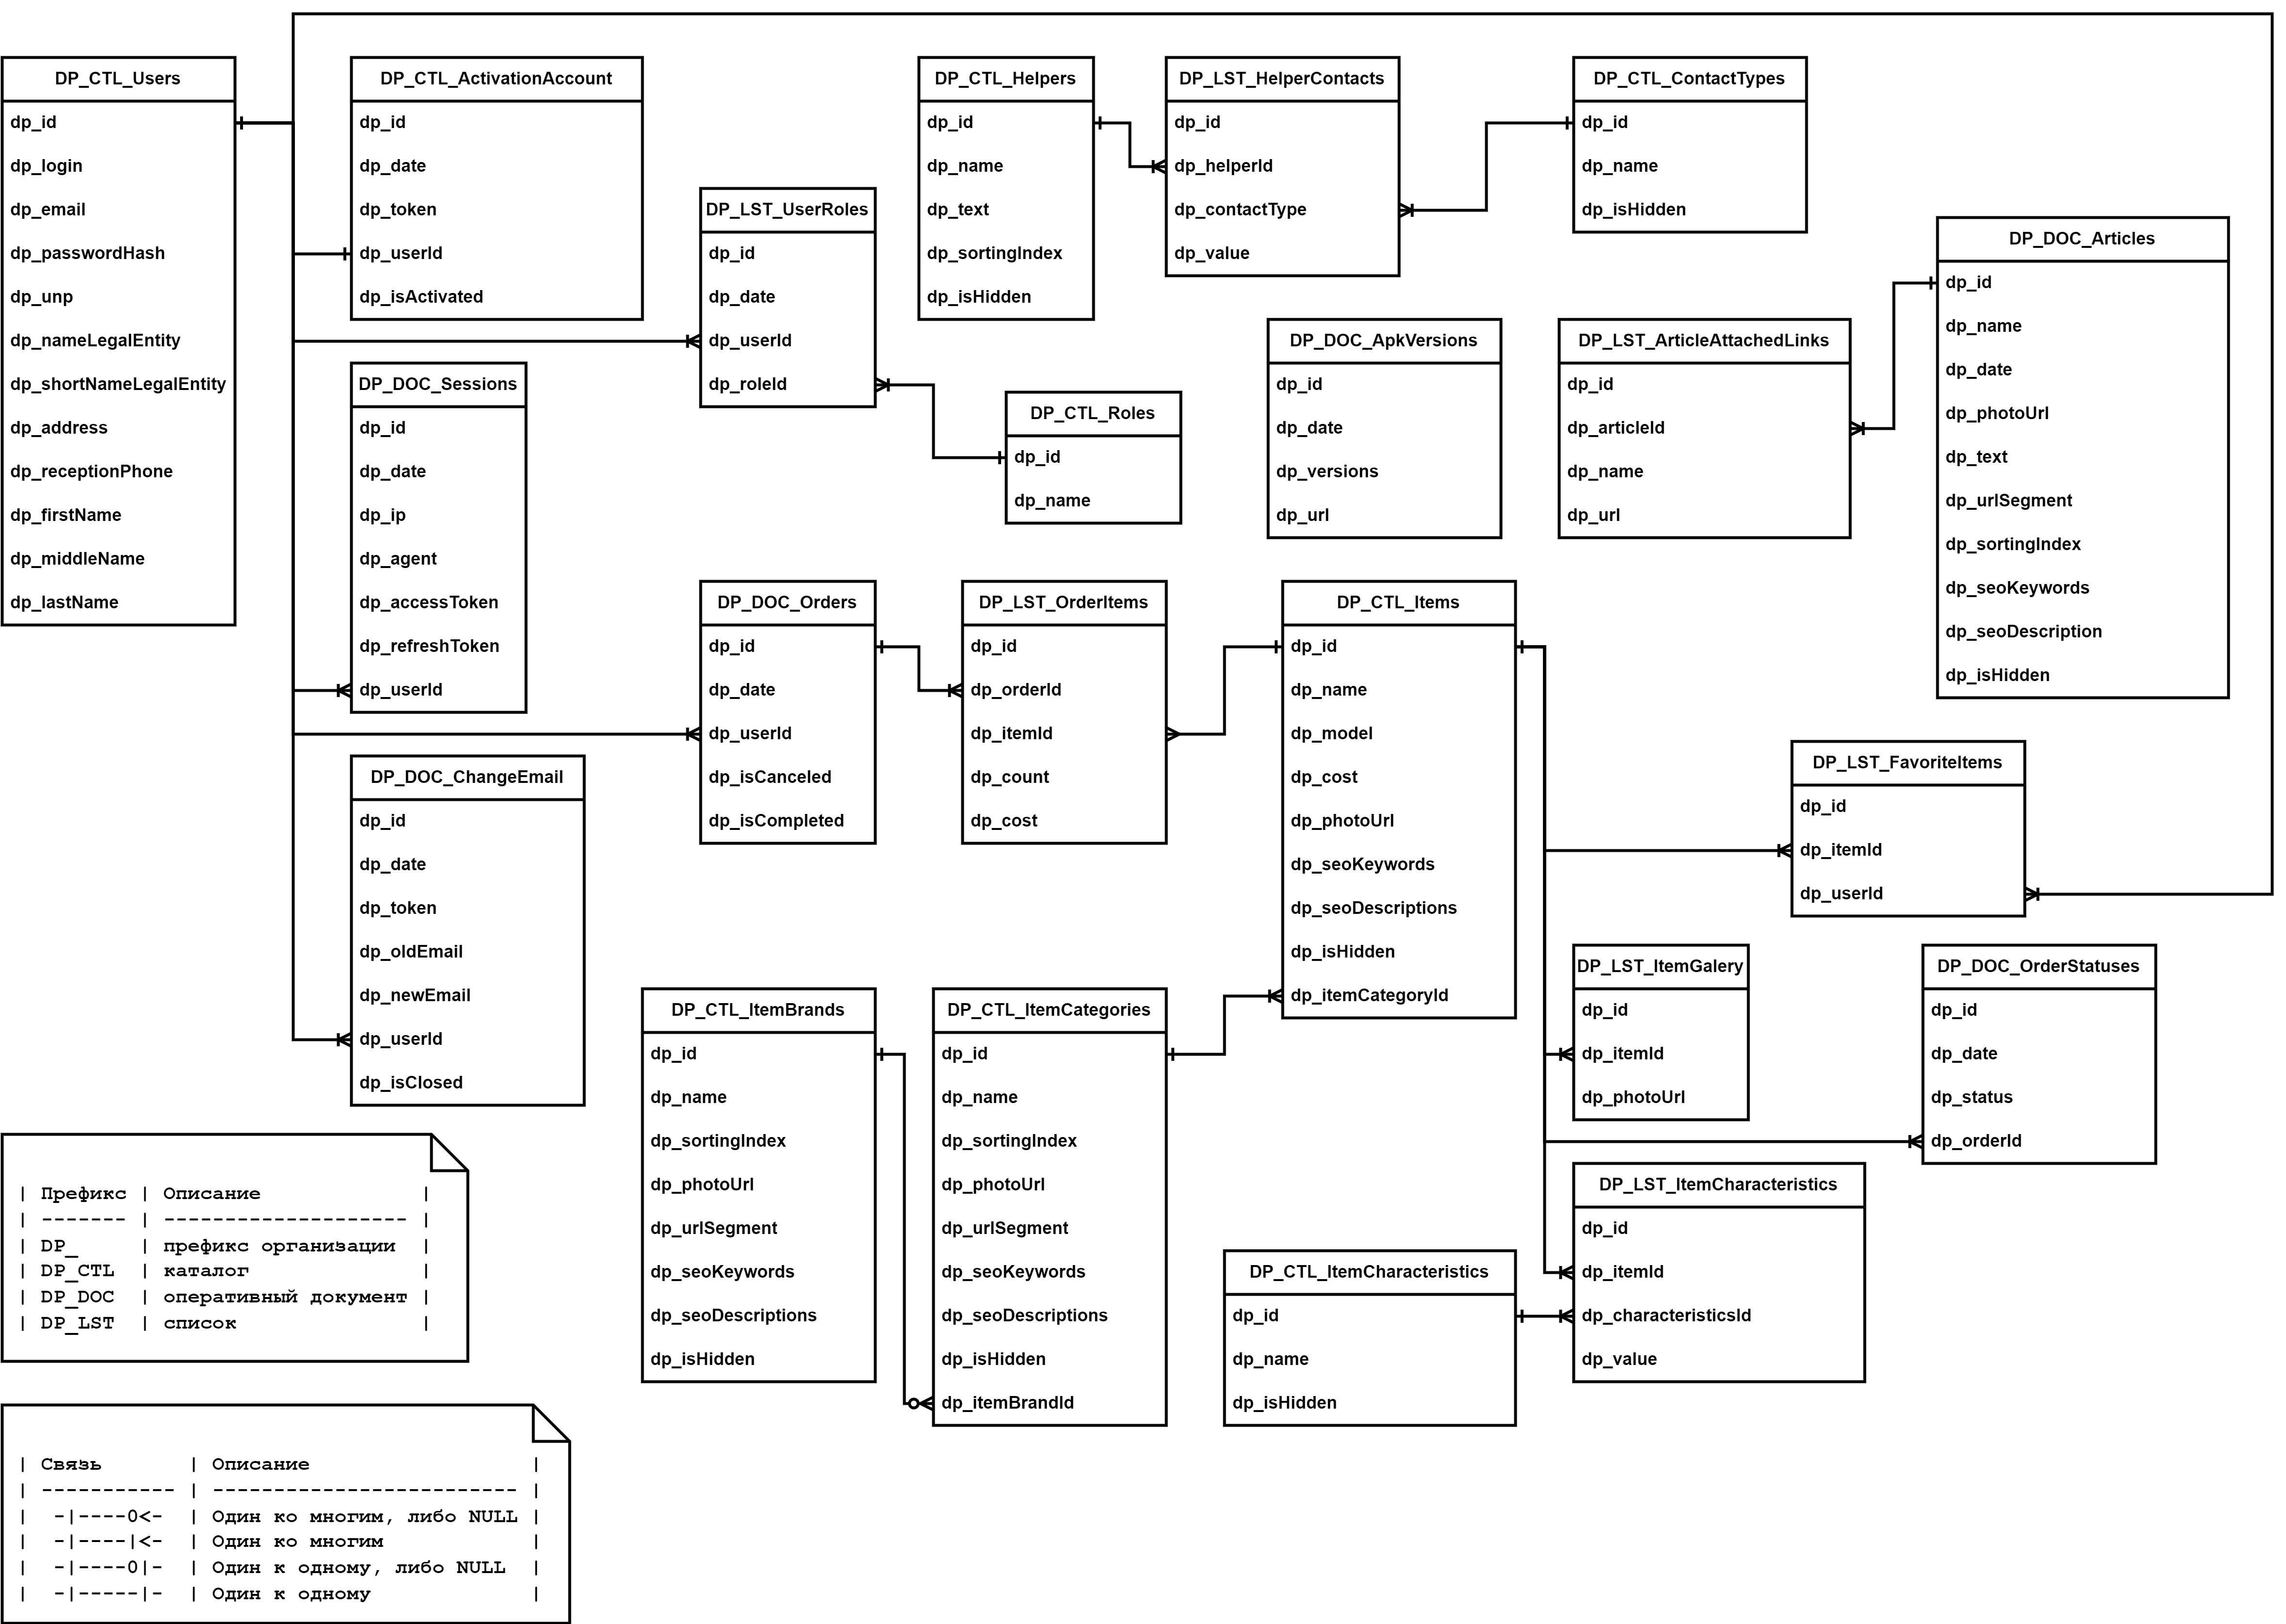 DP_CTL_Users
dp_id
dp_login
dp_email
dp_passwordHash
dp_unp
dp_nameLegalEntity
dp_shortNameLegalEntity
dp_address
dp_receptionPhone
dp_firstName
dp_middleName
dp_lastName
DP_CTL_ActivationAccount
dp_id
dp_date
dp_token
dp_userId
dp_isActivated
DP_DOC_Sessions
dp_id
dp_date
dp_ip
dp_agent
dp_accessToken
dp_refreshToken
dp_userId
DP_DOC_ChangeEmail
dp_id
dp_date
dp_token
dp_oldEmail
dp_newEmail
dp_userId
dp_isClosed
DP_LST_UserRoles
dp_id
dp_date
dp_userId
dp_roleId
DP_CTL_Helpers
dp_id
dp_name
dp_text
dp_sortingIndex
dp_isHidden
DP_LST_HelperContacts
dp_id
dp_helperId
dp_contactType
dp_value
DP_CTL_ContactTypes
dp_id
dp_name
dp_isHidden
DP_CTL_Roles
dp_id
dp_name
DP_DOC_ApkVersions
dp_id
dp_date
dp_versions
dp_url
DP_LST_ArticleAttachedLinks
dp_id
dp_articleId
dp_name
dp_url
DP_DOC_Articles
dp_id
dp_name
dp_date
dp_photoUrl
dp_text
dp_urlSegment
dp_sortingIndex
dp_seoKeywords
dp_seoDescription
dp_isHidden
DP_DOC_Orders
dp_id
dp_date
dp_userId
dp_isCanceled
dp_isCompleted
DP_LST_OrderItems
dp_id
dp_orderId
dp_itemId
dp_count
dp_cost
DP_CTL_Items
dp_id
dp_name
dp_model
dp_cost
dp_photoUrl
dp_seoKeywords
dp_seoDescriptions
dp_isHidden
dp_itemCategoryId
DP_LST_FavoriteItems
dp_id
dp_itemId
dp_userId
DP_LST_ItemGalery
dp_id
dp_itemId
dp_photoUrl
DP_DOC_OrderStatuses
dp_id
dp_date
dp_status
dp_orderId
DP_CTL_ItemBrands
dp_id
dp_name
dp_sortingIndex
dp_photoUrl
dp_urlSegment
dp_seoKeywords
dp_seoDescriptions
dp_isHidden
DP_CTL_ItemCategories
dp_id
dp_name
dp_sortingIndex
dp_photoUrl
dp_urlSegment
dp_seoKeywords
dp_seoDescriptions
dp_isHidden
dp_itemBrandId
DP_CTL_ItemCharacteristics
dp_id
dp_name
dp_isHidden
DP_LST_ItemCharacteristics
dp_id
dp_itemId
dp_characteristicsId
dp_value
| Префикс | Описание |
| ------- | -------------------- |
| DP_ | префикс организации |
| DP_CTL | каталог |
| DP_DOC | оперативный документ |
| DP_LST | список |
| Связь | Описание |
| ----------- | ------------------------- |
| -|----0<- | Один ко многим, либо NULL |
| -|----|<- | Один ко многим |
| -|----0|- | Один к одному, либо NULL |
| -|-----|- | Один к одному |